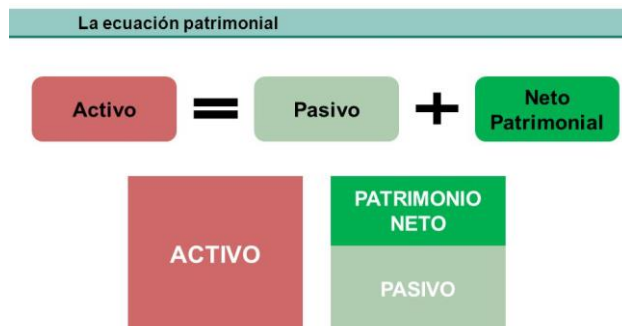 La ecuación patrimonial
Activo = Pasivo + Neto
Patrimonial
ACTIVO
PATRIMONIO
NETO
PASIVO